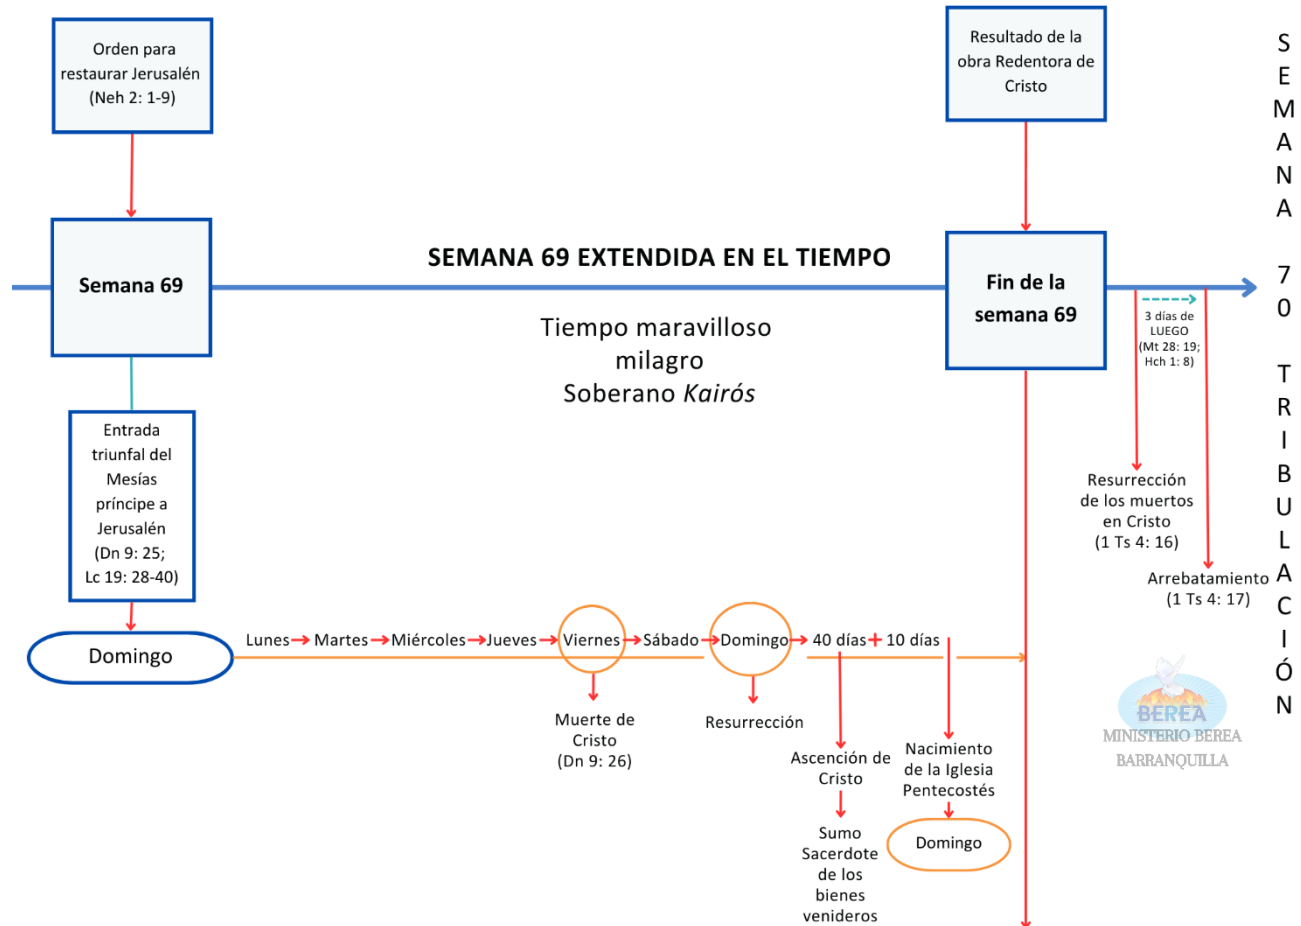 Orden para
restaurar Jerusalén
(Neh 2: 1-9)
Resultado de la
obra Redentora de
Cristo
Semana 69
SEMANA 69 EXTENDIDA EN EL TIEMPO
Tiempo maravilloso
milagro
Soberano Kairós
Fin de la
semana 69
3 días de
LUEGO
(Mt 28: 19;
Hch 1: 8)
Entrada
triunfal del
Mesías
príncipe a
Jerusalén
(Dn 9: 25;
Lc 19: 28-40)
Resurrección
de los muertos
en Cristo
(1 Ts 4: 16)
Arrebatamiento
(1 Ts 4: 17)
Domingo
Lunes Martes Miércoles Jueves Viernes Sábado Domingo 40 días + 10 días
Muerte de
Cristo
(Dn 9: 26)
Resurrección
Ascención de
Cristo
Sumo
Sacerdote
de los
bienes
venideros
Nacimiento
de la Iglesia
Pentecostés
Domingo
BEREA
MINISTERIO BEREA
BARRANQUILLA
SEMANA 70 TRIBULACIÓN